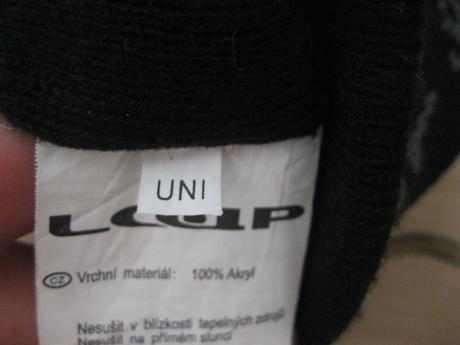 UNI
LOAP
CZ Vrchní materiál: 100% Akryl
Nesušit v blízkosti tepelných zdrojů
Nesušit na přímém slunci